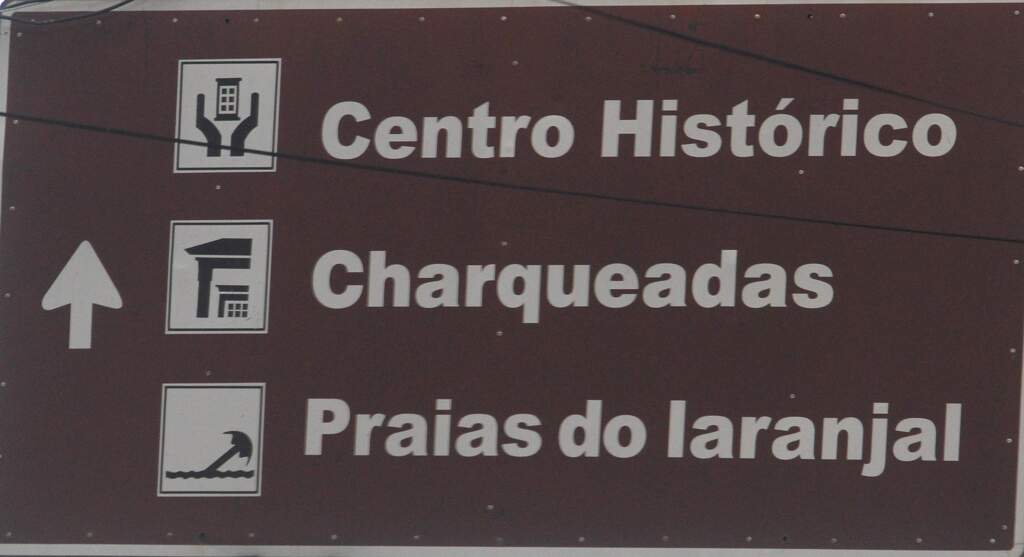 Centro Histórico
Charqueadas
Praias do laranjal